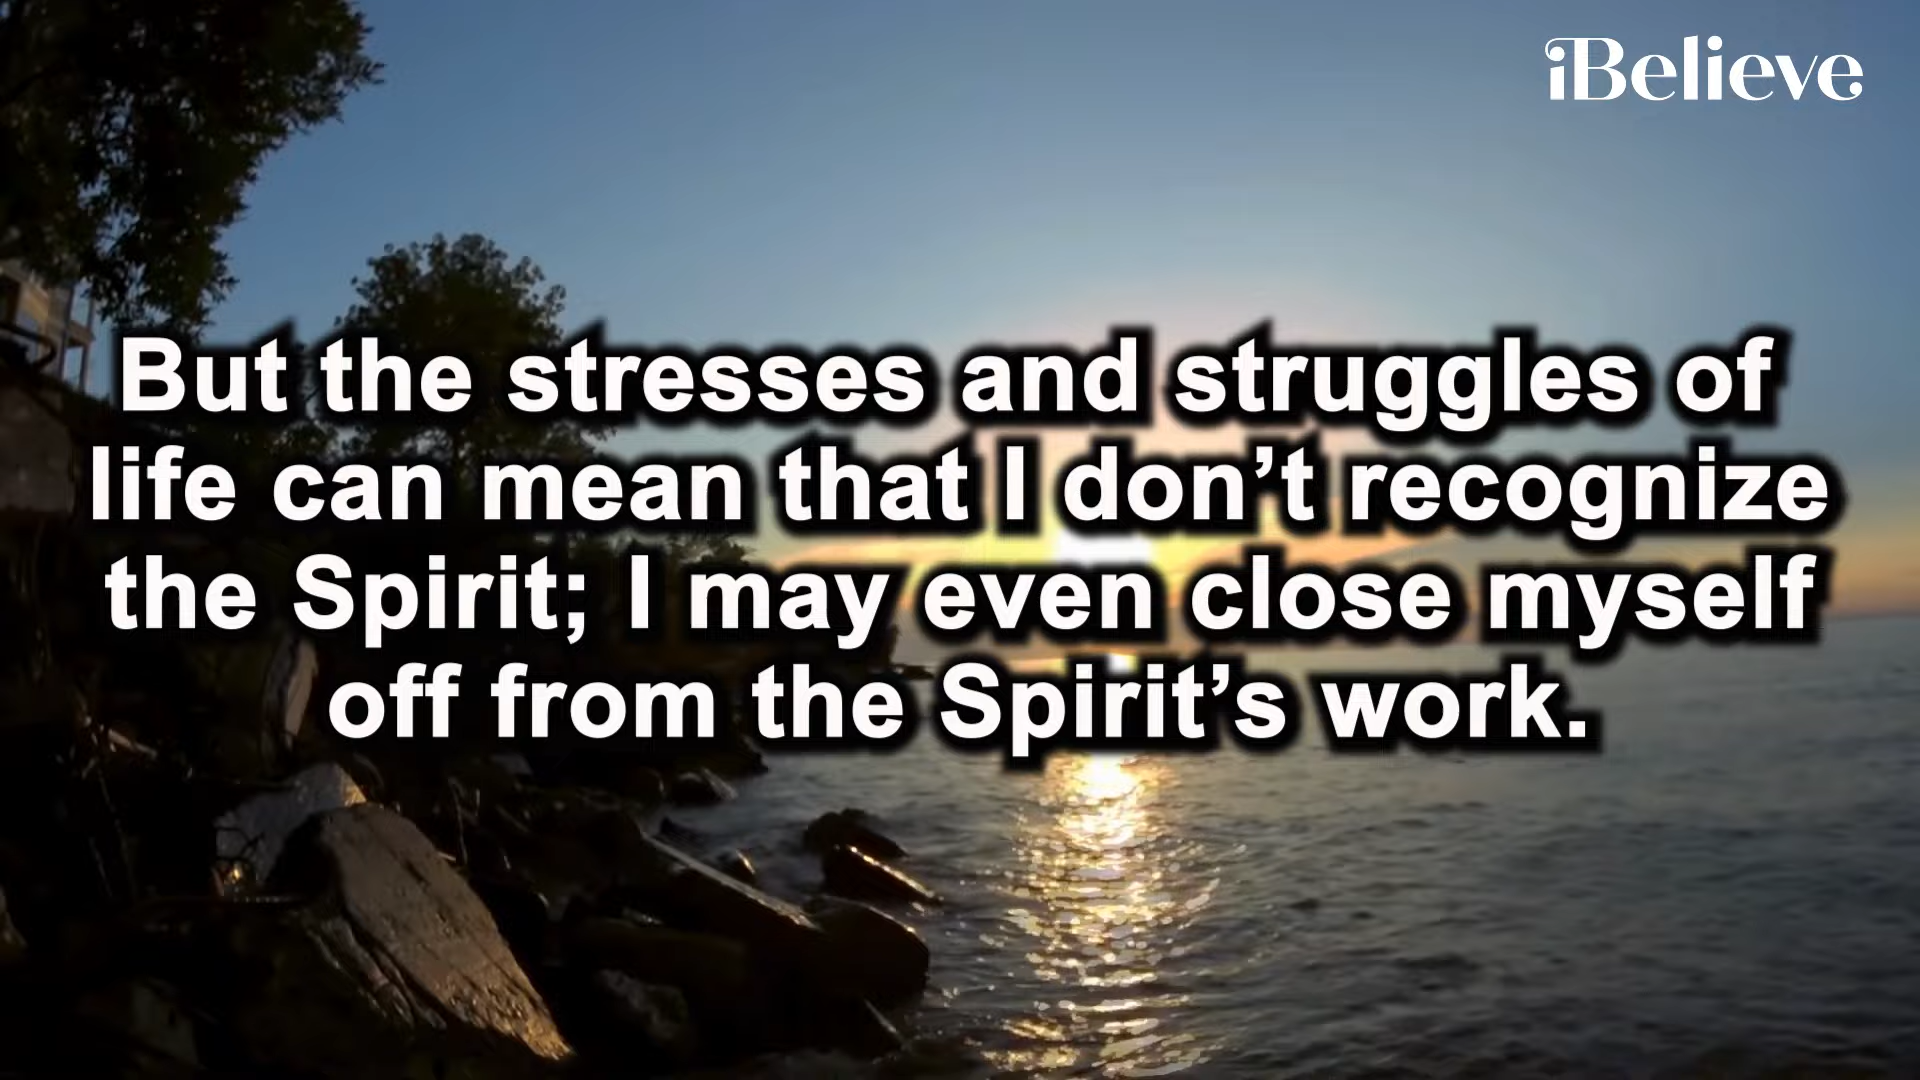 iBelieve
But the stresses and struggles of
life can mean that I don’t recognize
the Spirit; I may even close myself
off from the Spirit’s work.